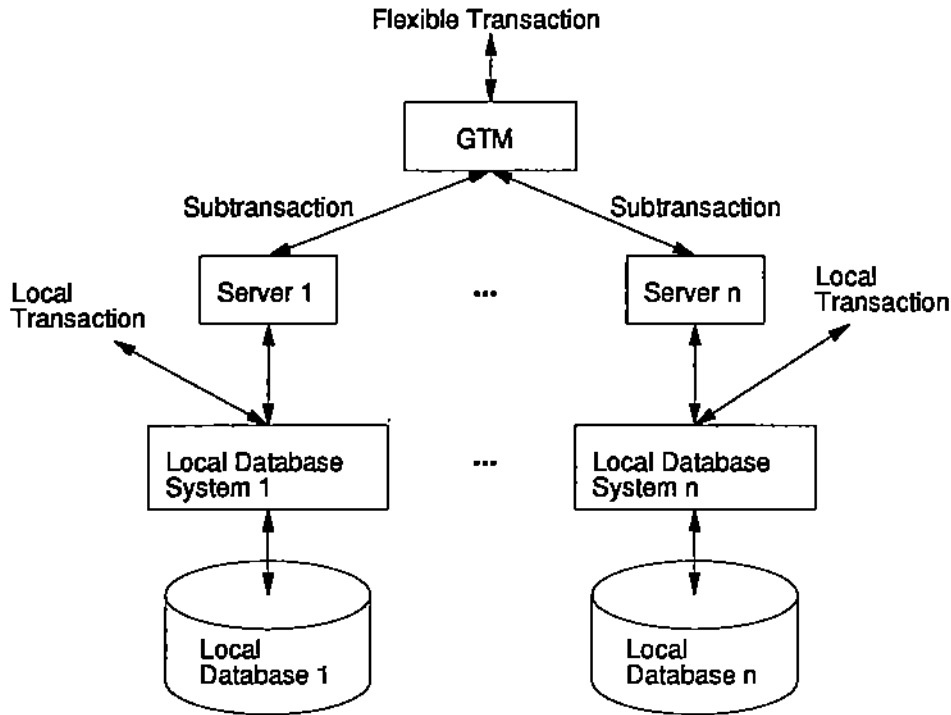 Flexible Transaction
GTM
Subtransaction
Subtransaction
Server 1
...
Server n
Local
Transaction
Local
Transaction
Local Database
System 1
...
Local Database
System n
Local
Database 1
Local
Database n